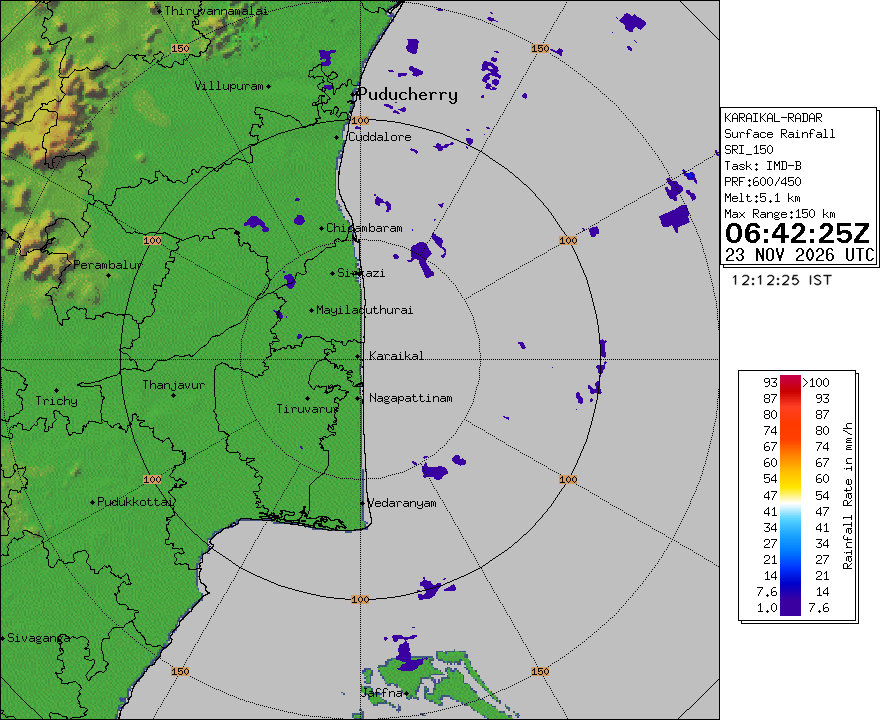 Thiruvannamalai
150
150
Villupuram
Puducherry
100
Cuddalore
Chidambaram
100
100
Perambalur
Sirkazi
Mayiladuthurai
Karaikal
Thanjavur
Trichy
Tiruvarur
Nagapattinam
100
100
Pudukkottai
Vedaranyam
100
Sivaganga
150
150
Jaffna
KARAIKAL-RADAR
Surface Rainfall
SRI_150
Task: IMD-B
PRF:600/450
Melt:5.1 km
Max Range:150 km
06:42:25Z
23 NOV 2026 UTC
12:12:25 IST
93 >100
87 93
80 87
74 80
67 74
60 67
54 60
47 54
41 47
34 41
27 34
21 27
14 21
7.6 14
1.0 7.6
Rainfall Rate in mm/h